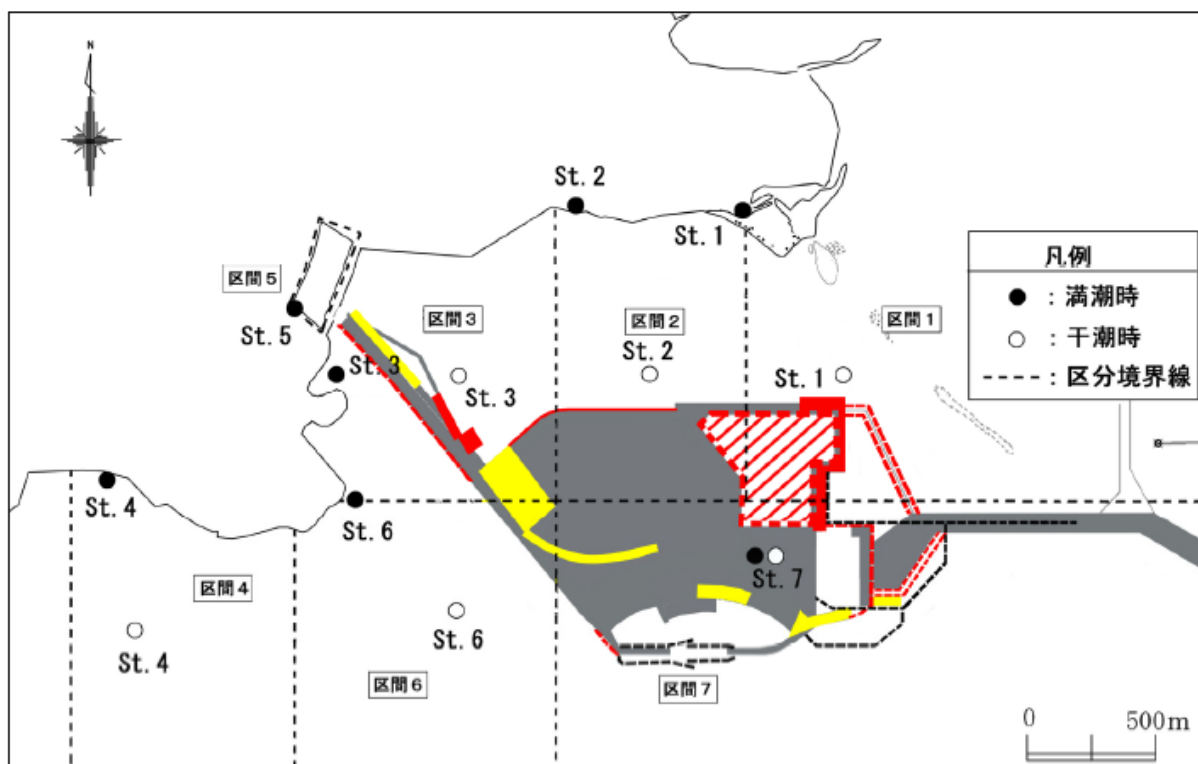 N
St. 2
St. 1
区間5
St. 5
区間3
区間2
区間1
St. 3
St. 3
St. 2
St. 1
凡例
● : 満潮時
○ : 干潮時
----- : 区分境界線
St. 4
St. 6
St. 7
区間4
St. 4
St. 6
区間6
区間7
0 500m